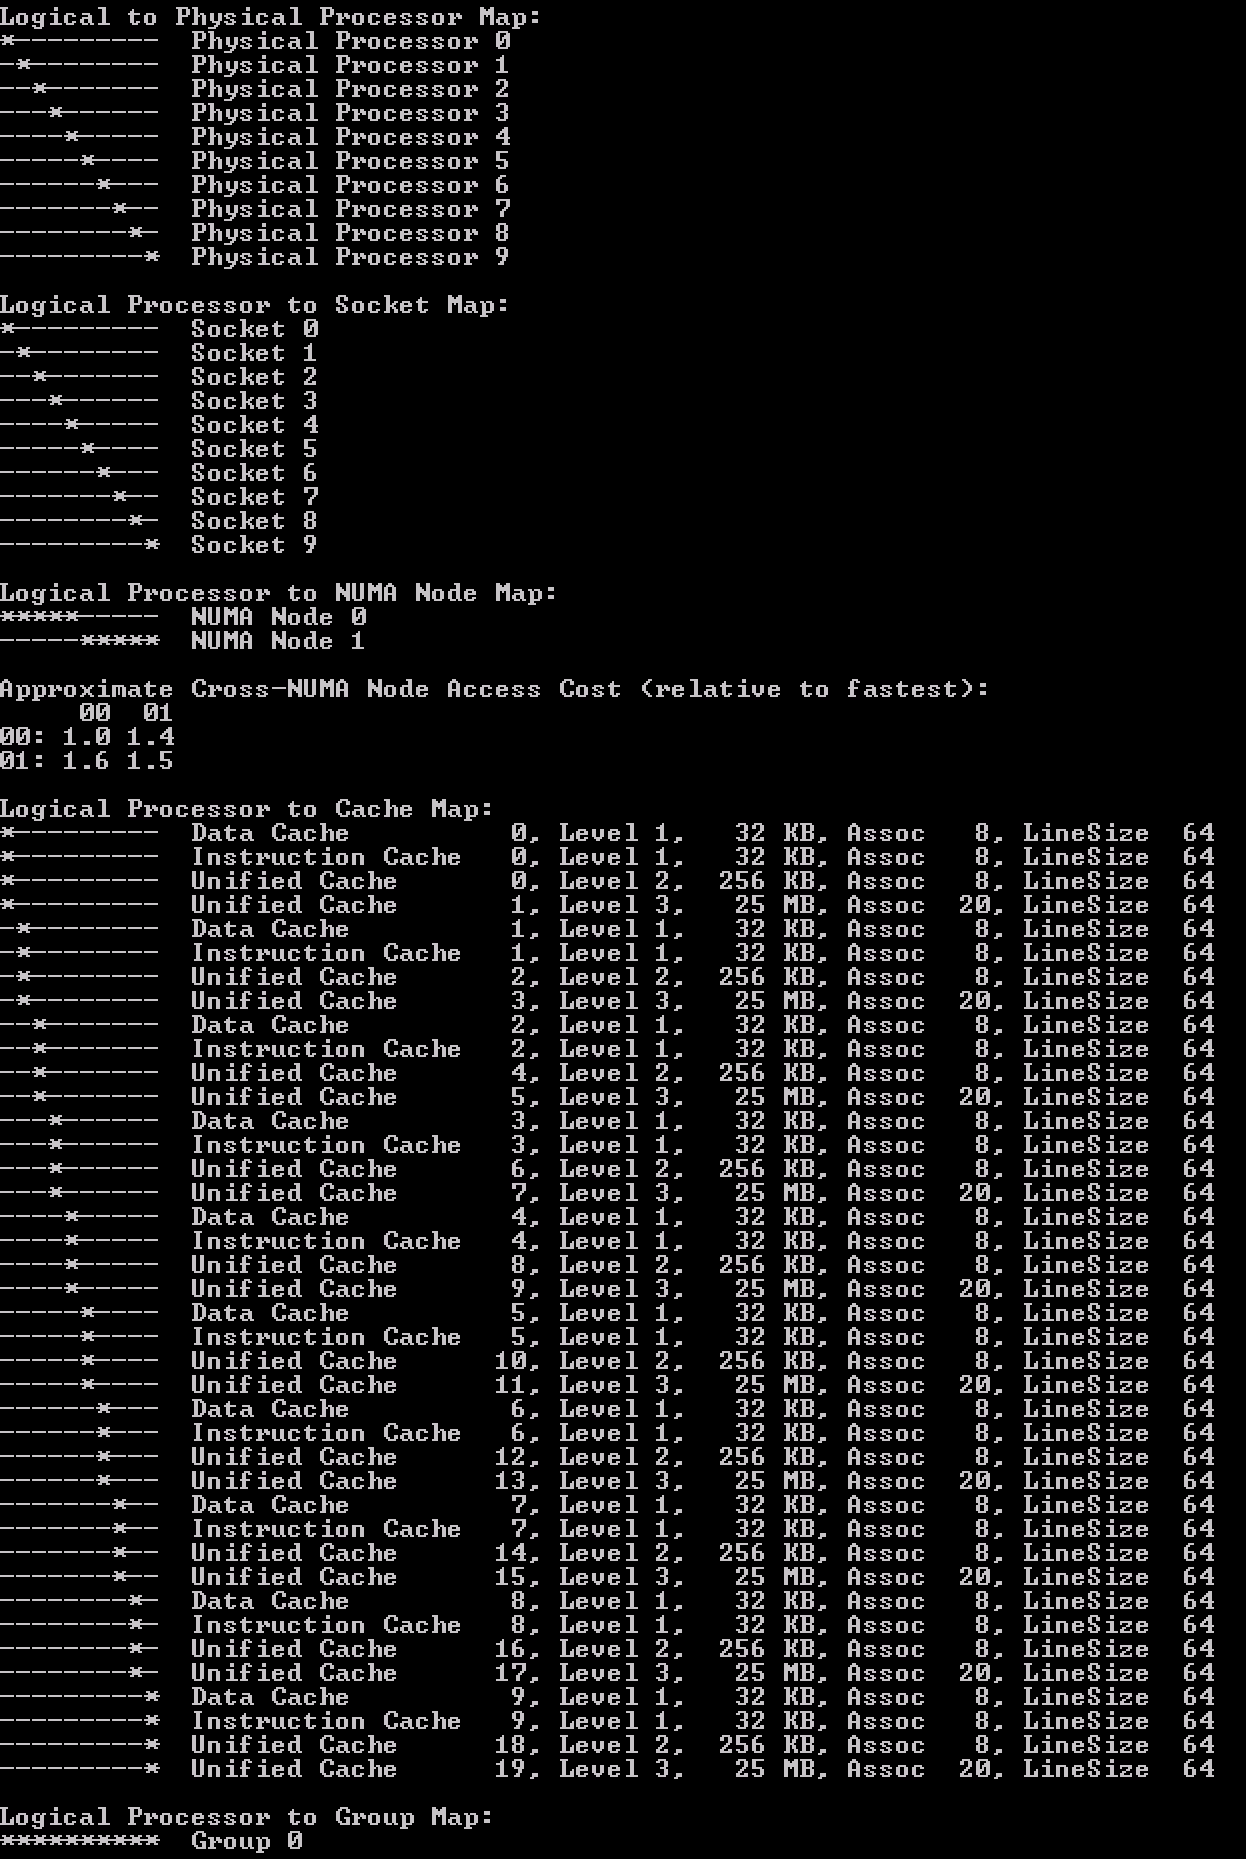 Logical to Physical Processor Map:
*---------  Physical Processor 0
-*--------  Physical Processor 1
--*-------  Physical Processor 2
---*------  Physical Processor 3
----*-----  Physical Processor 4
-----*----  Physical Processor 5
------*---  Physical Processor 6
-------*--  Physical Processor 7
--------*-  Physical Processor 8
---------*  Physical Processor 9

Logical Processor to Socket Map:
*---------  Socket 0
-*--------  Socket 1
--*-------  Socket 2
---*------  Socket 3
----*-----  Socket 4
-----*----  Socket 5
------*---  Socket 6
-------*--  Socket 7
--------*-  Socket 8
---------*  Socket 9

Logical Processor to NUMA Node Map:
*****-----  NUMA Node 0
-----*****  NUMA Node 1

Approximate Cross-NUMA Node Access Cost (relative to fastest):
     00  01
00: 1.0 1.4
01: 1.6 1.5

Logical Processor to Cache Map:
*---------  Data Cache          0, Level 1,   32 KB, Assoc   8, LineSize  64
*---------  Instruction Cache   0, Level 1,   32 KB, Assoc   8, LineSize  64
*---------  Unified Cache       0, Level 2,  256 KB, Assoc   8, LineSize  64
*---------  Unified Cache       1, Level 3,   25 MB, Assoc  20, LineSize  64
-*--------  Data Cache          1, Level 1,   32 KB, Assoc   8, LineSize  64
-*--------  Instruction Cache   1, Level 1,   32 KB, Assoc   8, LineSize  64
-*--------  Unified Cache       2, Level 2,  256 KB, Assoc   8, LineSize  64
-*--------  Unified Cache       3, Level 3,   25 MB, Assoc  20, LineSize  64
--*-------  Data Cache          2, Level 1,   32 KB, Assoc   8, LineSize  64
--*-------  Instruction Cache   2, Level 1,   32 KB, Assoc   8, LineSize  64
--*-------  Unified Cache       4, Level 2,  256 KB, Assoc   8, LineSize  64
--*-------  Unified Cache       5, Level 3,   25 MB, Assoc  20, LineSize  64
---*------  Data Cache          3, Level 1,   32 KB, Assoc   8, LineSize  64
---*------  Instruction Cache   3, Level 1,   32 KB, Assoc   8, LineSize  64
---*------  Unified Cache       6, Level 2,  256 KB, Assoc   8, LineSize  64
---*------  Unified Cache       7, Level 3,   25 MB, Assoc  20, LineSize  64
----*-----  Data Cache          4, Level 1,   32 KB, Assoc   8, LineSize  64
----*-----  Instruction Cache   4, Level 1,   32 KB, Assoc   8, LineSize  64
----*-----  Unified Cache       8, Level 2,  256 KB, Assoc   8, LineSize  64
----*-----  Unified Cache       9, Level 3,   25 MB, Assoc  20, LineSize  64
-----*----  Data Cache          5, Level 1,   32 KB, Assoc   8, LineSize  64
-----*----  Instruction Cache   5, Level 1,   32 KB, Assoc   8, LineSize  64
-----*----  Unified Cache      10, Level 2,  256 KB, Assoc   8, LineSize  64
-----*----  Unified Cache      11, Level 3,   25 MB, Assoc  20, LineSize  64
------*---  Data Cache          6, Level 1,   32 KB, Assoc   8, LineSize  64
------*---  Instruction Cache   6, Level 1,   32 KB, Assoc   8, LineSize  64
------*---  Unified Cache      12, Level 2,  256 KB, Assoc   8, LineSize  64
------*---  Unified Cache      13, Level 3,   25 MB, Assoc  20, LineSize  64
-------*--  Data Cache          7, Level 1,   32 KB, Assoc   8, LineSize  64
-------*--  Instruction Cache   7, Level 1,   32 KB, Assoc   8, LineSize  64
-------*--  Unified Cache      14, Level 2,  256 KB, Assoc   8, LineSize  64
-------*--  Unified Cache      15, Level 3,   25 MB, Assoc  20, LineSize  64
--------*-  Data Cache          8, Level 1,   32 KB, Assoc   8, LineSize  64
--------*-  Instruction Cache   8, Level 1,   32 KB, Assoc   8, LineSize  64
--------*-  Unified Cache      16, Level 2,  256 KB, Assoc   8, LineSize  64
--------*-  Unified Cache      17, Level 3,   25 MB, Assoc  20, LineSize  64
---------*  Data Cache          9, Level 1,   32 KB, Assoc   8, LineSize  64
---------*  Instruction Cache   9, Level 1,   32 KB, Assoc   8, LineSize  64
---------*  Unified Cache      18, Level 2,  256 KB, Assoc   8, LineSize  64
---------*  Unified Cache      19, Level 3,   25 MB, Assoc  20, LineSize  64

Logical Processor to Group Map:
**********  Group 0